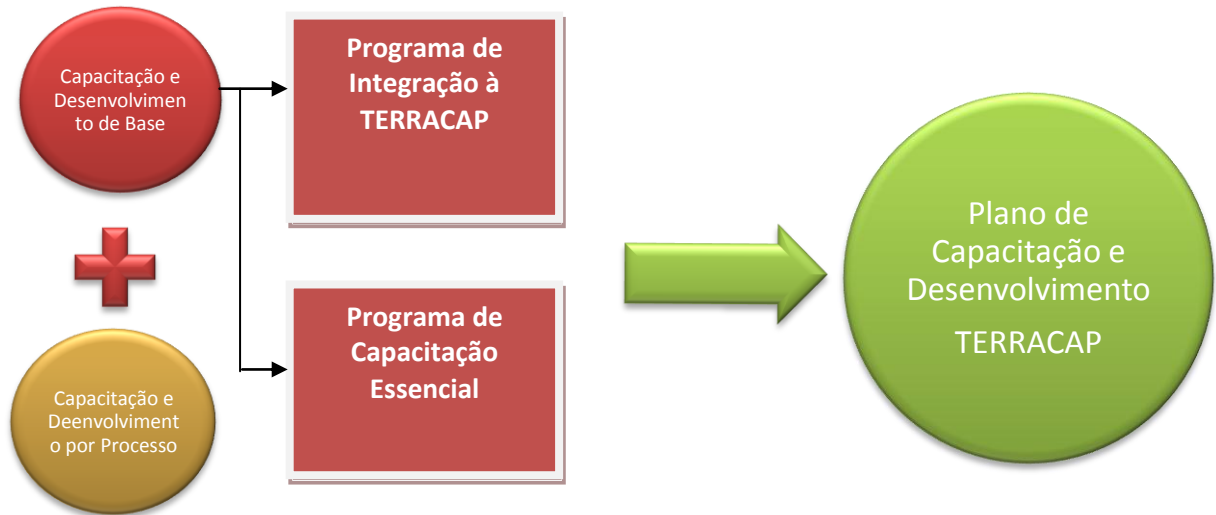 Capacitação e
Desenvolvimen
to de Base
Programa de
Integração à
TERRACAP
Programa de
Capacitação
Essencial
Capacitação e
Deenvolviment
o por Processo
Plano de
Capacitação e
Desenvolvimento
TERRACAP